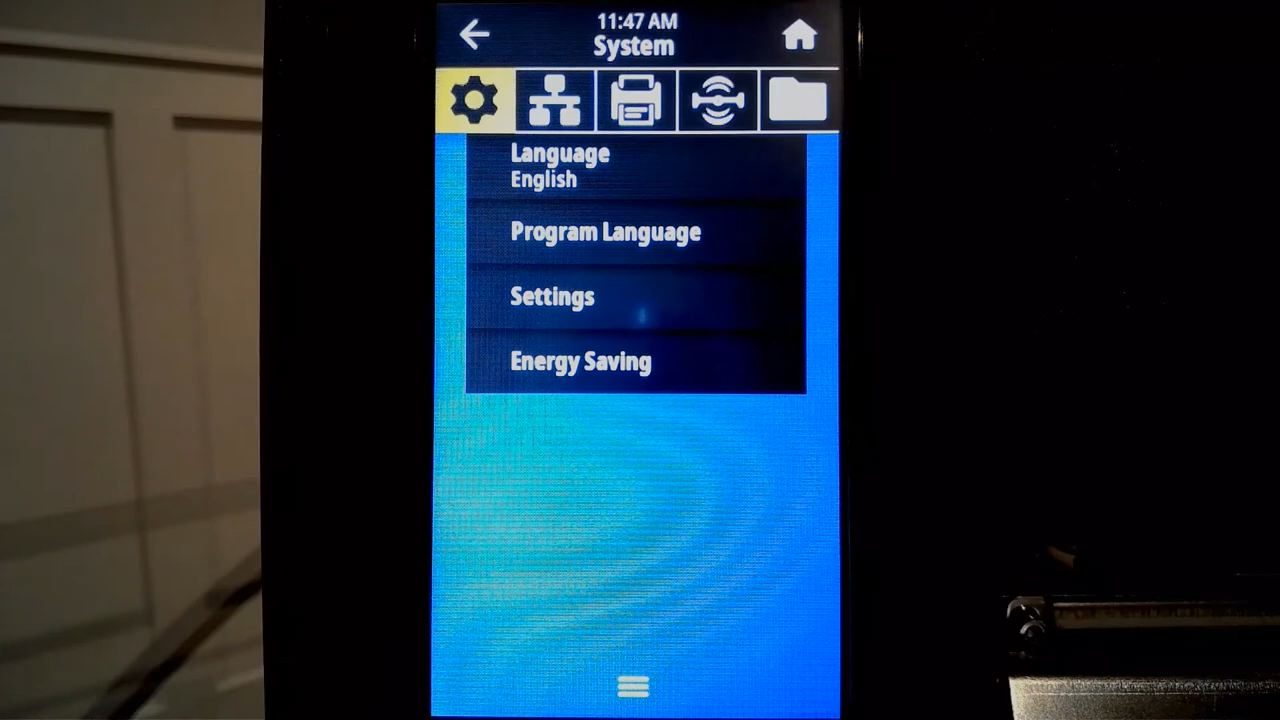 11:47 AM
System
Language
English
Program Language
Settings
Energy Saving